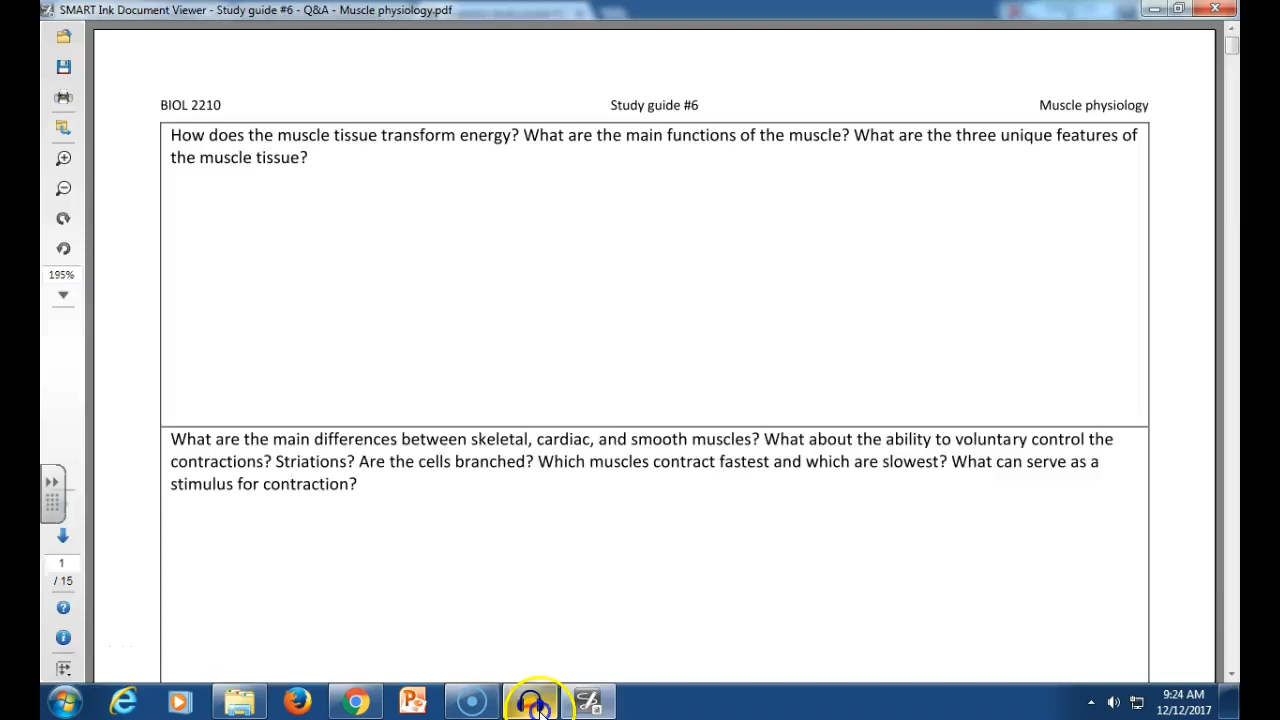 SMART Ink Document Viewer - Study guide #6 - Q&A - Muscle physiology.pdf
BIOL 2210 Study guide #6 Muscle physiology
How does the muscle tissue transform energy? What are the main functions of the muscle? What are the three unique features of
the muscle tissue?
What are the main differences between skeletal, cardiac, and smooth muscles? What about the ability to voluntary control the
contractions? Striations? Are the cells branched? Which muscles contract fastest and which are slowest? What can serve as a
stimulus for contraction?
195%
1
/ 15
9:24 AM
12/12/2017